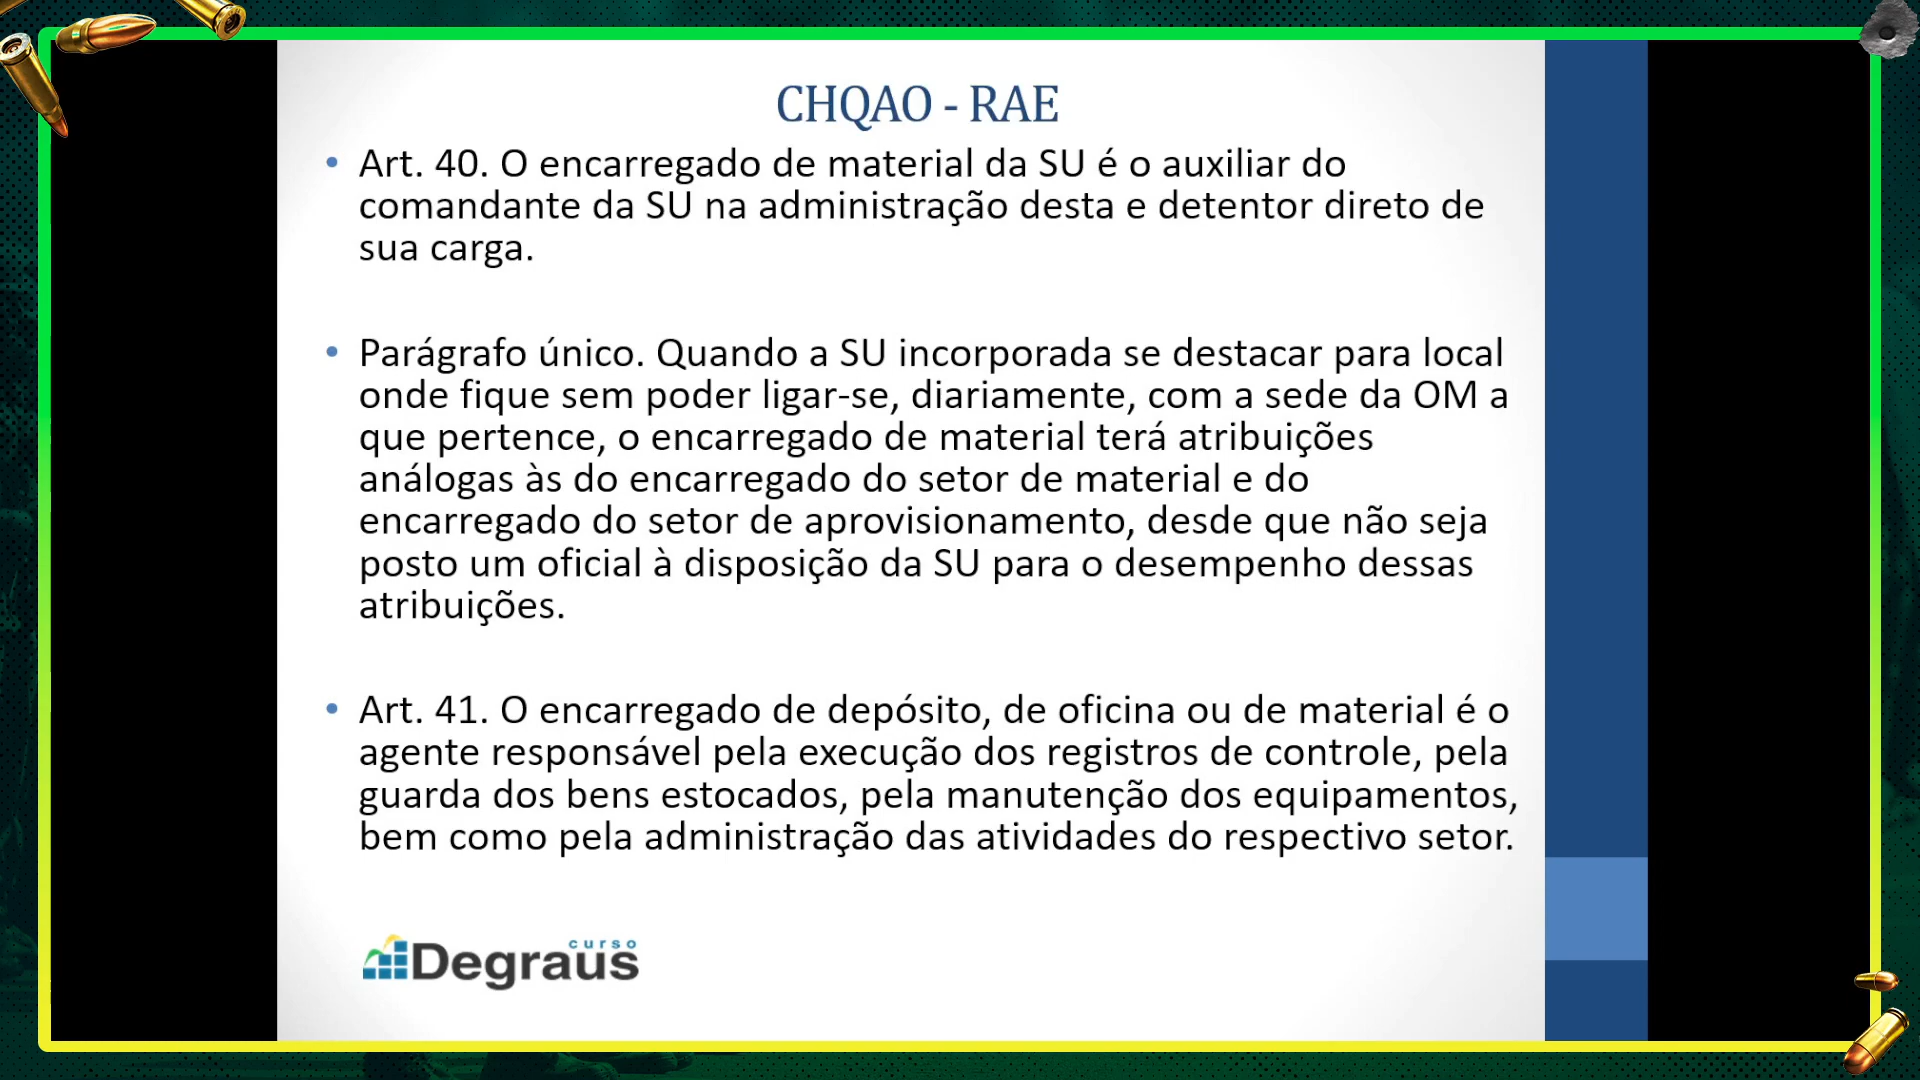 CHQAO - RAE
• Art. 40. O encarregado de material da SU é o auxiliar do
comandante da SU na administração desta e detentor direto de
sua carga.
• Parágrafo único. Quando a SU incorporada se destacar para local
onde fique sem poder ligar-se, diariamente, com a sede da OM a
que pertence, o encarregado de material terá atribuições
análogas às do encarregado do setor de material e do
encarregado do setor de aprovisionamento, desde que não seja
posto um oficial à disposição da SU para o desempenho dessas
atribuições.
• Art. 41. O encarregado de depósito, de oficina ou de material é o
agente responsável pela execução dos registros de controle, pela
guarda dos bens estocados, pela manutenção dos equipamentos,
bem como pela administração das atividades do respectivo setor.
curso
Degraus